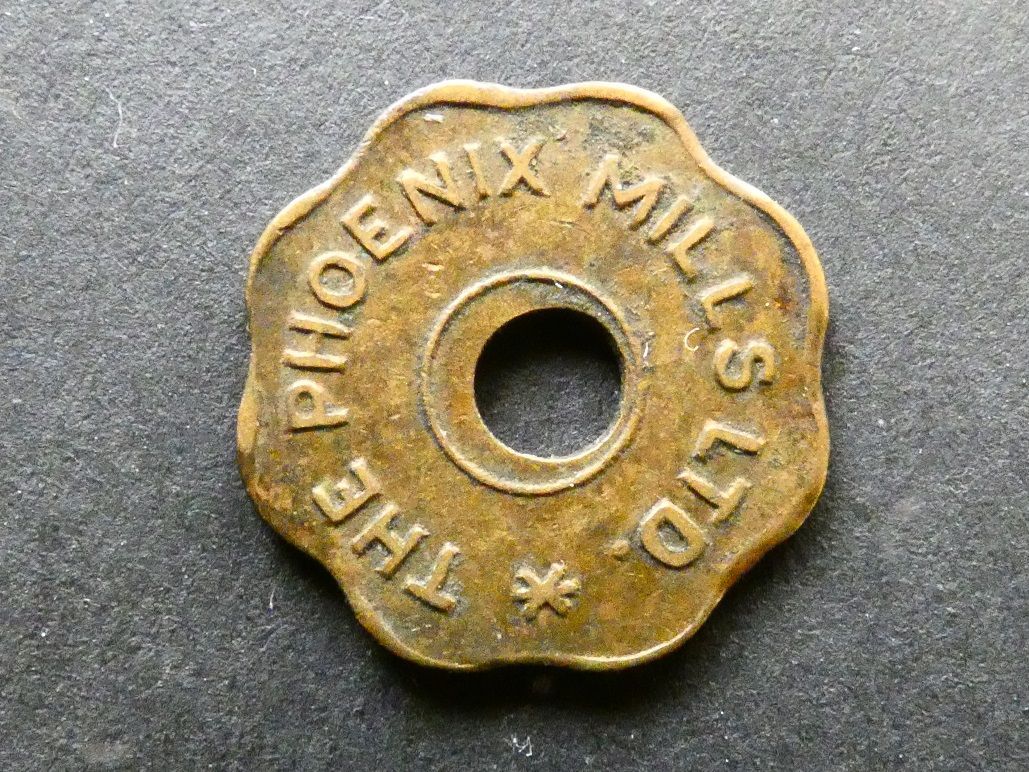 THE PHOENIX MILLS LTD.